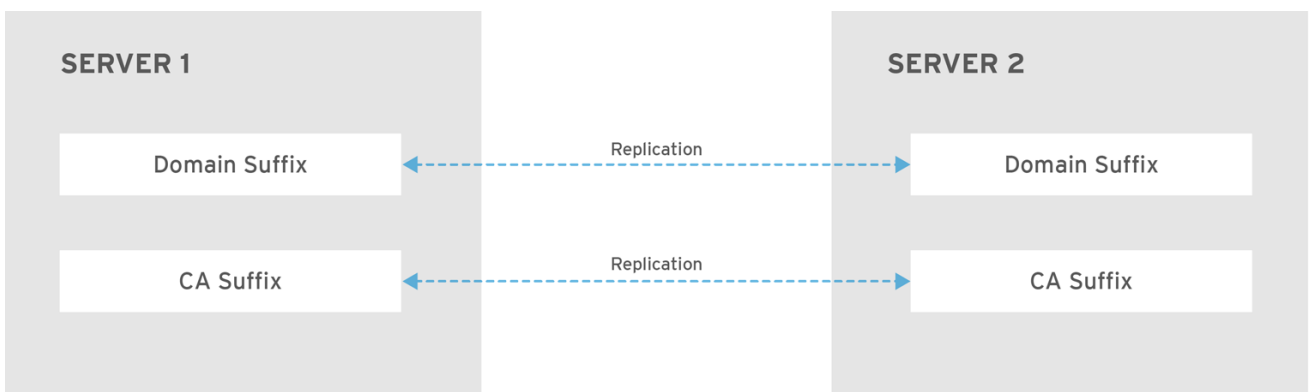 SERVER 1
SERVER 2
Domain Suffix
Replication
Domain Suffix
CA Suffix
Replication
CA Suffix